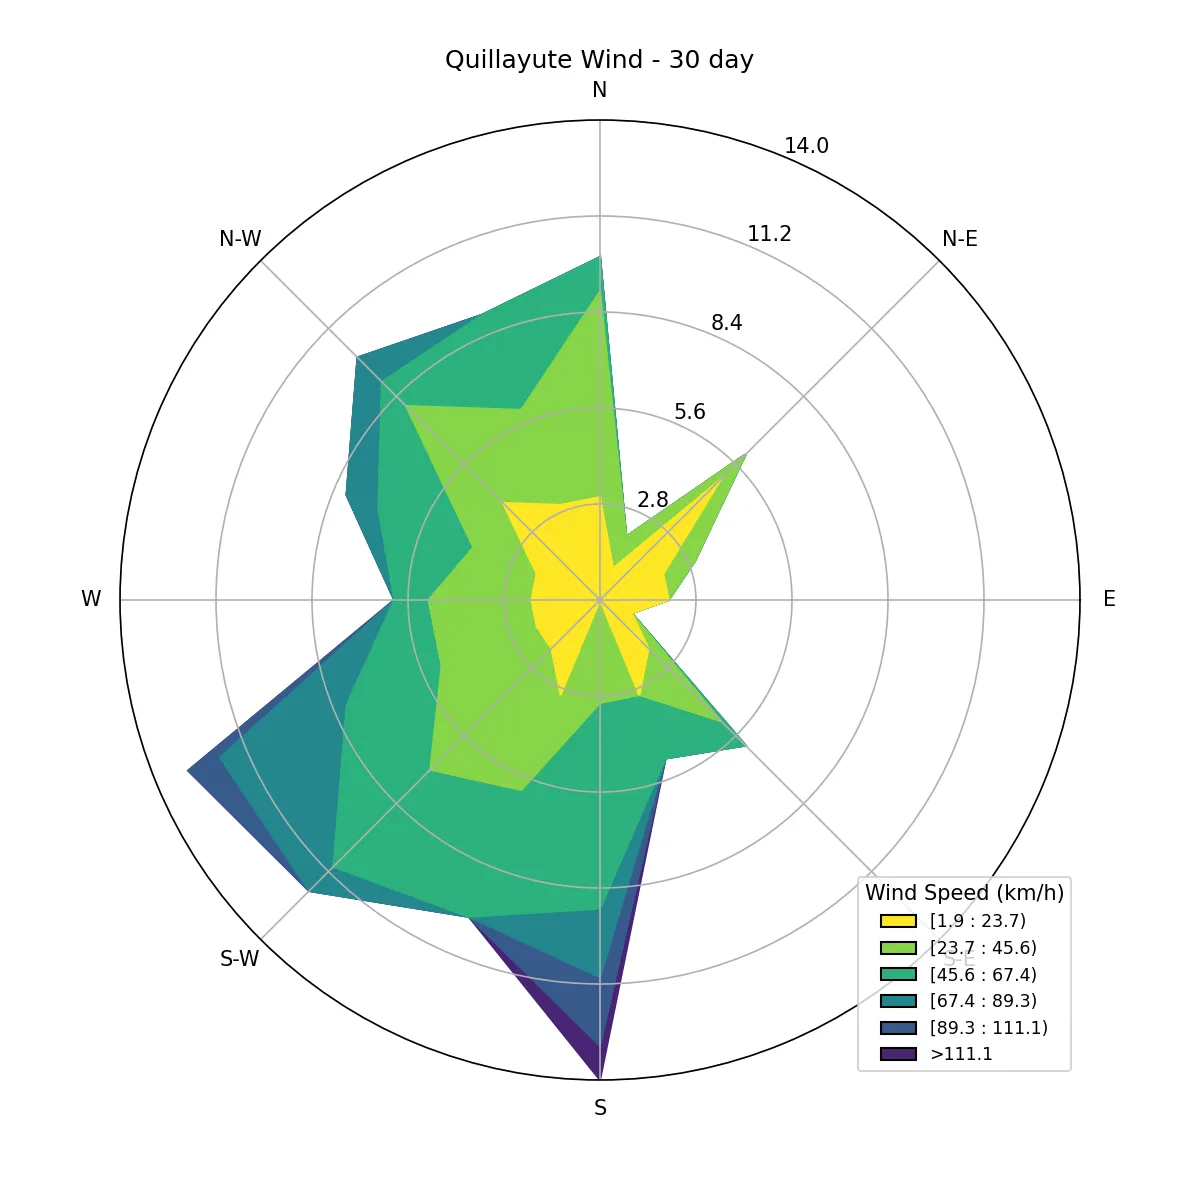 Quillayute Wind - 30 day
N
14.0
11.2
N-W
N-E
8.4
5.6
2.8
W
E
Wind Speed (km/h)
[1.9 : 23.7)
[23.7 : 45.6)
S-W
S-E
[45.6 : 67.4)
[67.4 : 89.3)
[89.3 : 111.1)
>111.1
S